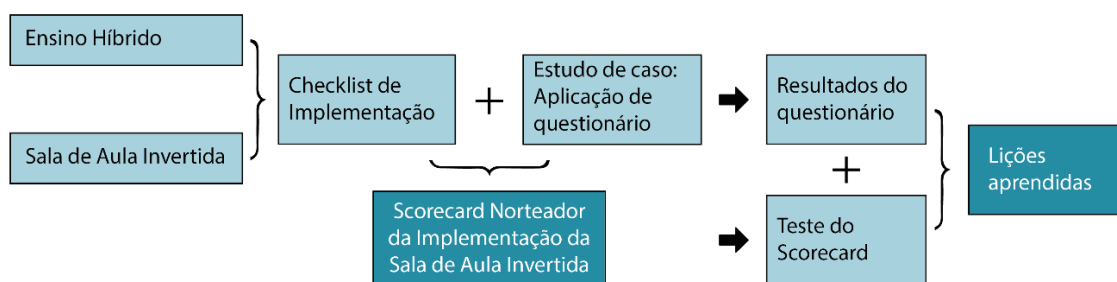 Ensino Híbrido
Sala de Aula Invertida
Checklist de
Implementação
+
Estudo de caso:
Aplicação de
questionário
Scorecard Norteador
da Implementação da
Sala de Aula Invertida
Resultados do
questionário
+
Teste do
Scorecard
Lições
aprendidas